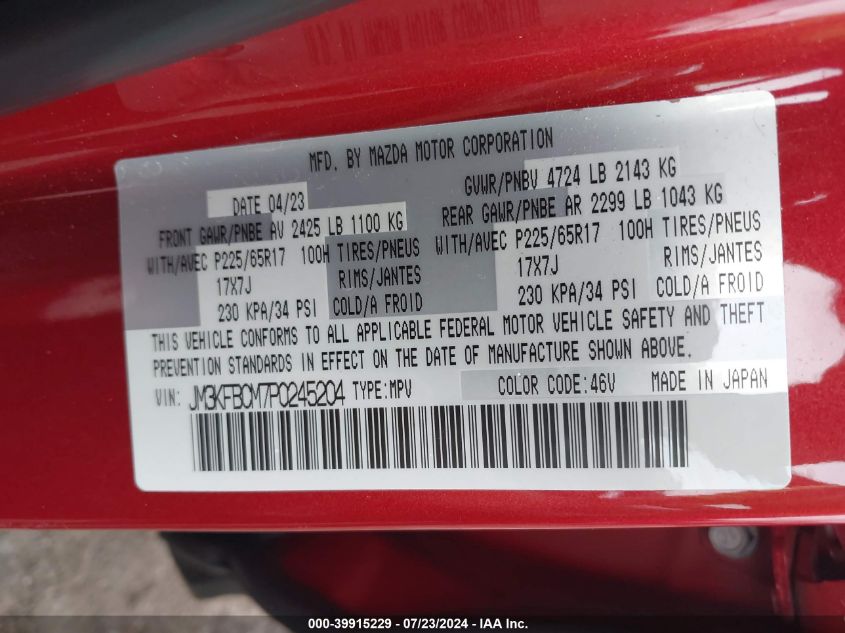 MFD. BY MAZDA MOTOR CORPORATION
DATE 04/23 GVWR/PNBV 4724 LB 2143 KG
FRONT GAWR/PNBE AV 2425 LB 1100 KG REAR GAWR/PNBE AR 2299 LB 1043 KG
WITH/AVEC P225/65R17 100H TIRES/PNEUS WITH/AVEC P225/65R17 100H TIRES/PNEUS
17X7J RIMS/JANTES 17X7J RIMS/JANTES
230 KPA/34 PSI COLD/A FROID 230 KPA/34 PSI COLD/A FROID
THIS VEHICLE CONFORMS TO ALL APPLICABLE FEDERAL MOTOR VEHICLE SAFETY AND THEFT
PREVENTION STANDARDS IN EFFECT ON THE DATE OF MANUFACTURE SHOWN ABOVE.
VIN: JM3KFBCM7P0245204 TYPE:MPV COLOR CODE:46V MADE IN JAPAN
000-39915229 - 07/23/2024 - IAA Inc.